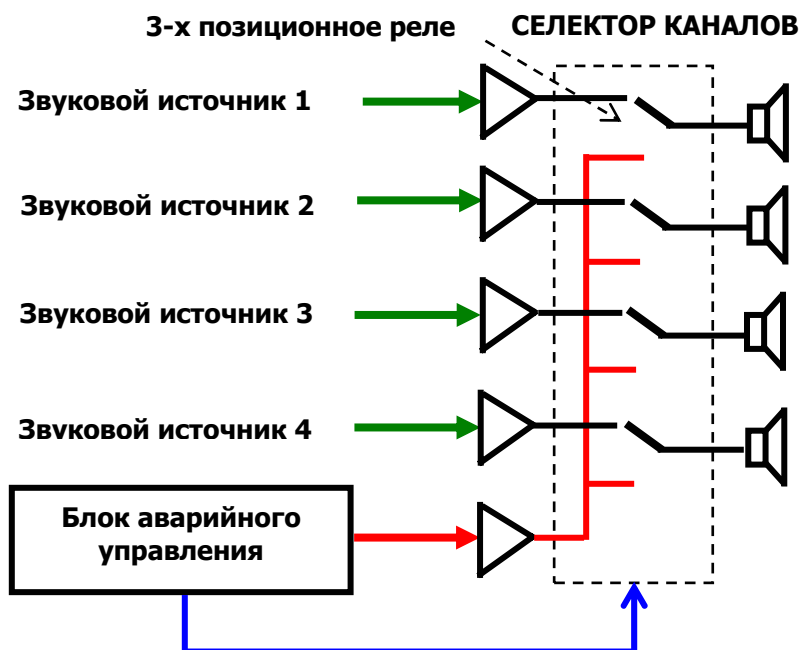 3-х позиционное реле
СЕЛЕКТОР КАНАЛОВ
Звуковой источник 1
Звуковой источник 2
Звуковой источник 3
Звуковой источник 4
Блок аварийного
управления